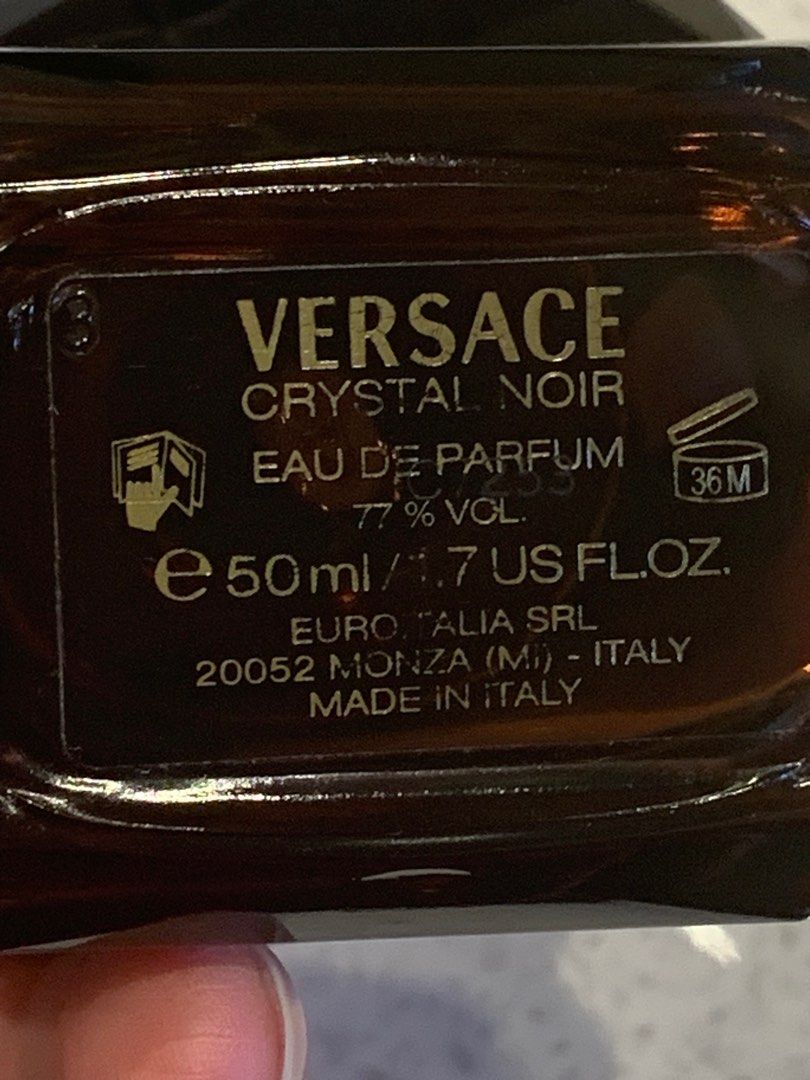 VERSACE
CRYSTAL NOIR
EAU DE PARFUM
77 % VOL.
36M
e 50ml/1.7 US FL.OZ.
EUROITALIA SRL
20052 MONZA (MI) - ITALY
MADE IN ITALY